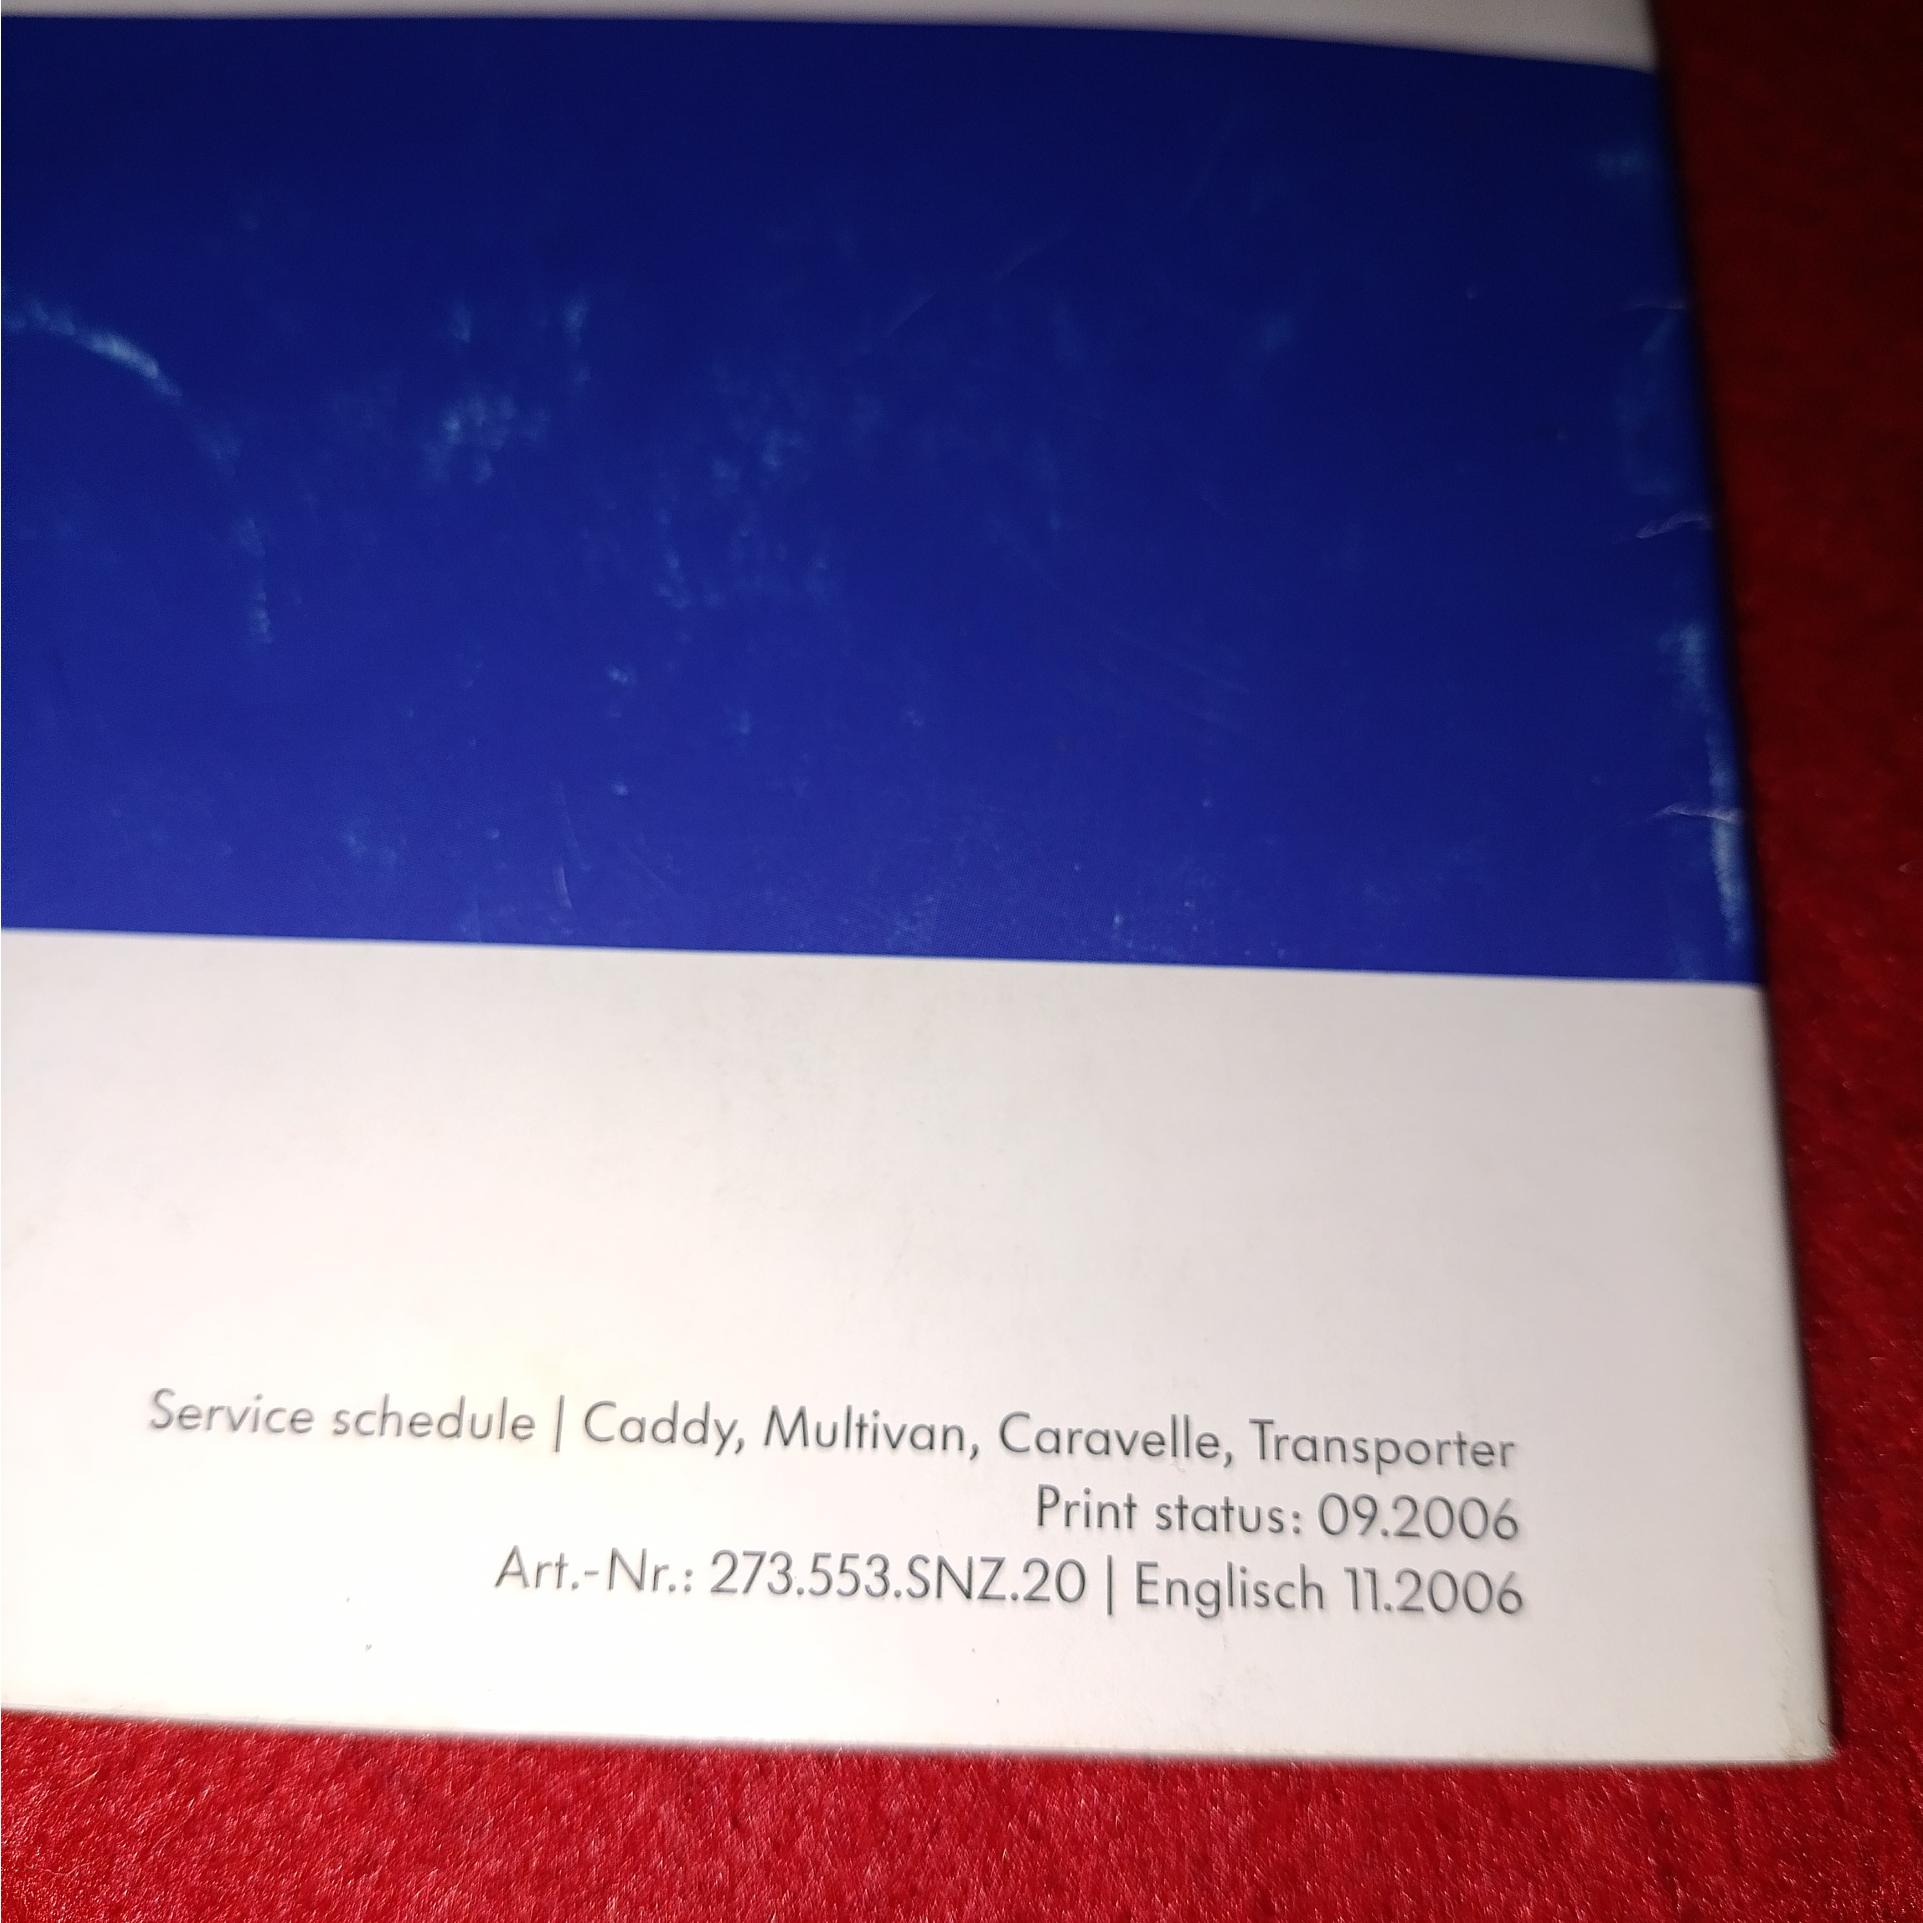 Service schedule | Caddy, Multivan, Caravelle, Transporter
Print status: 09.2006
Art.-Nr.: 273.553.SNZ.20 | Englisch 11.2006